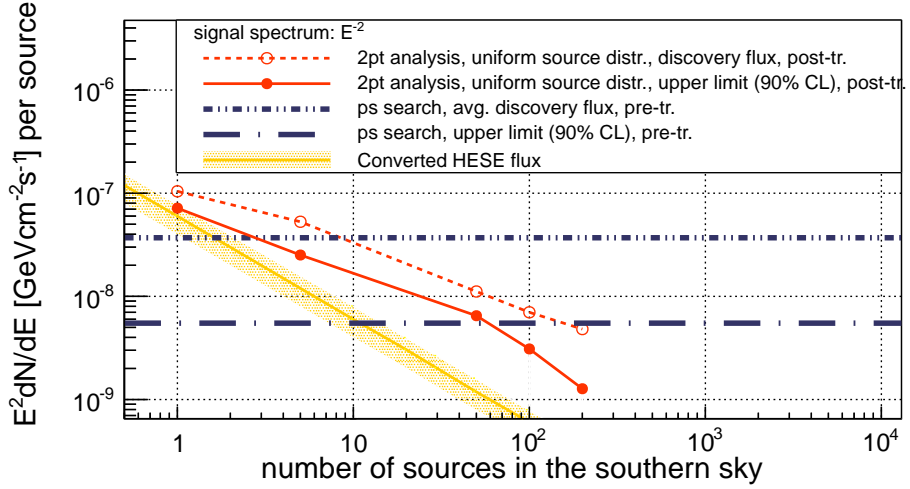 E²dN/dE [GeVcm⁻²s⁻¹] per source
signal spectrum: E⁻²
2pt analysis, uniform source distr., discovery flux, post-tr.
2pt analysis, uniform source distr., upper limit (90% CL), post-tr.
ps search, avg. discovery flux, pre-tr.
ps search, upper limit (90% CL), pre-tr.
Converted HESE flux
10⁻⁶
10⁻⁷
10⁻⁸
10⁻⁹
1 10 10² 10³ 10⁴
number of sources in the southern sky